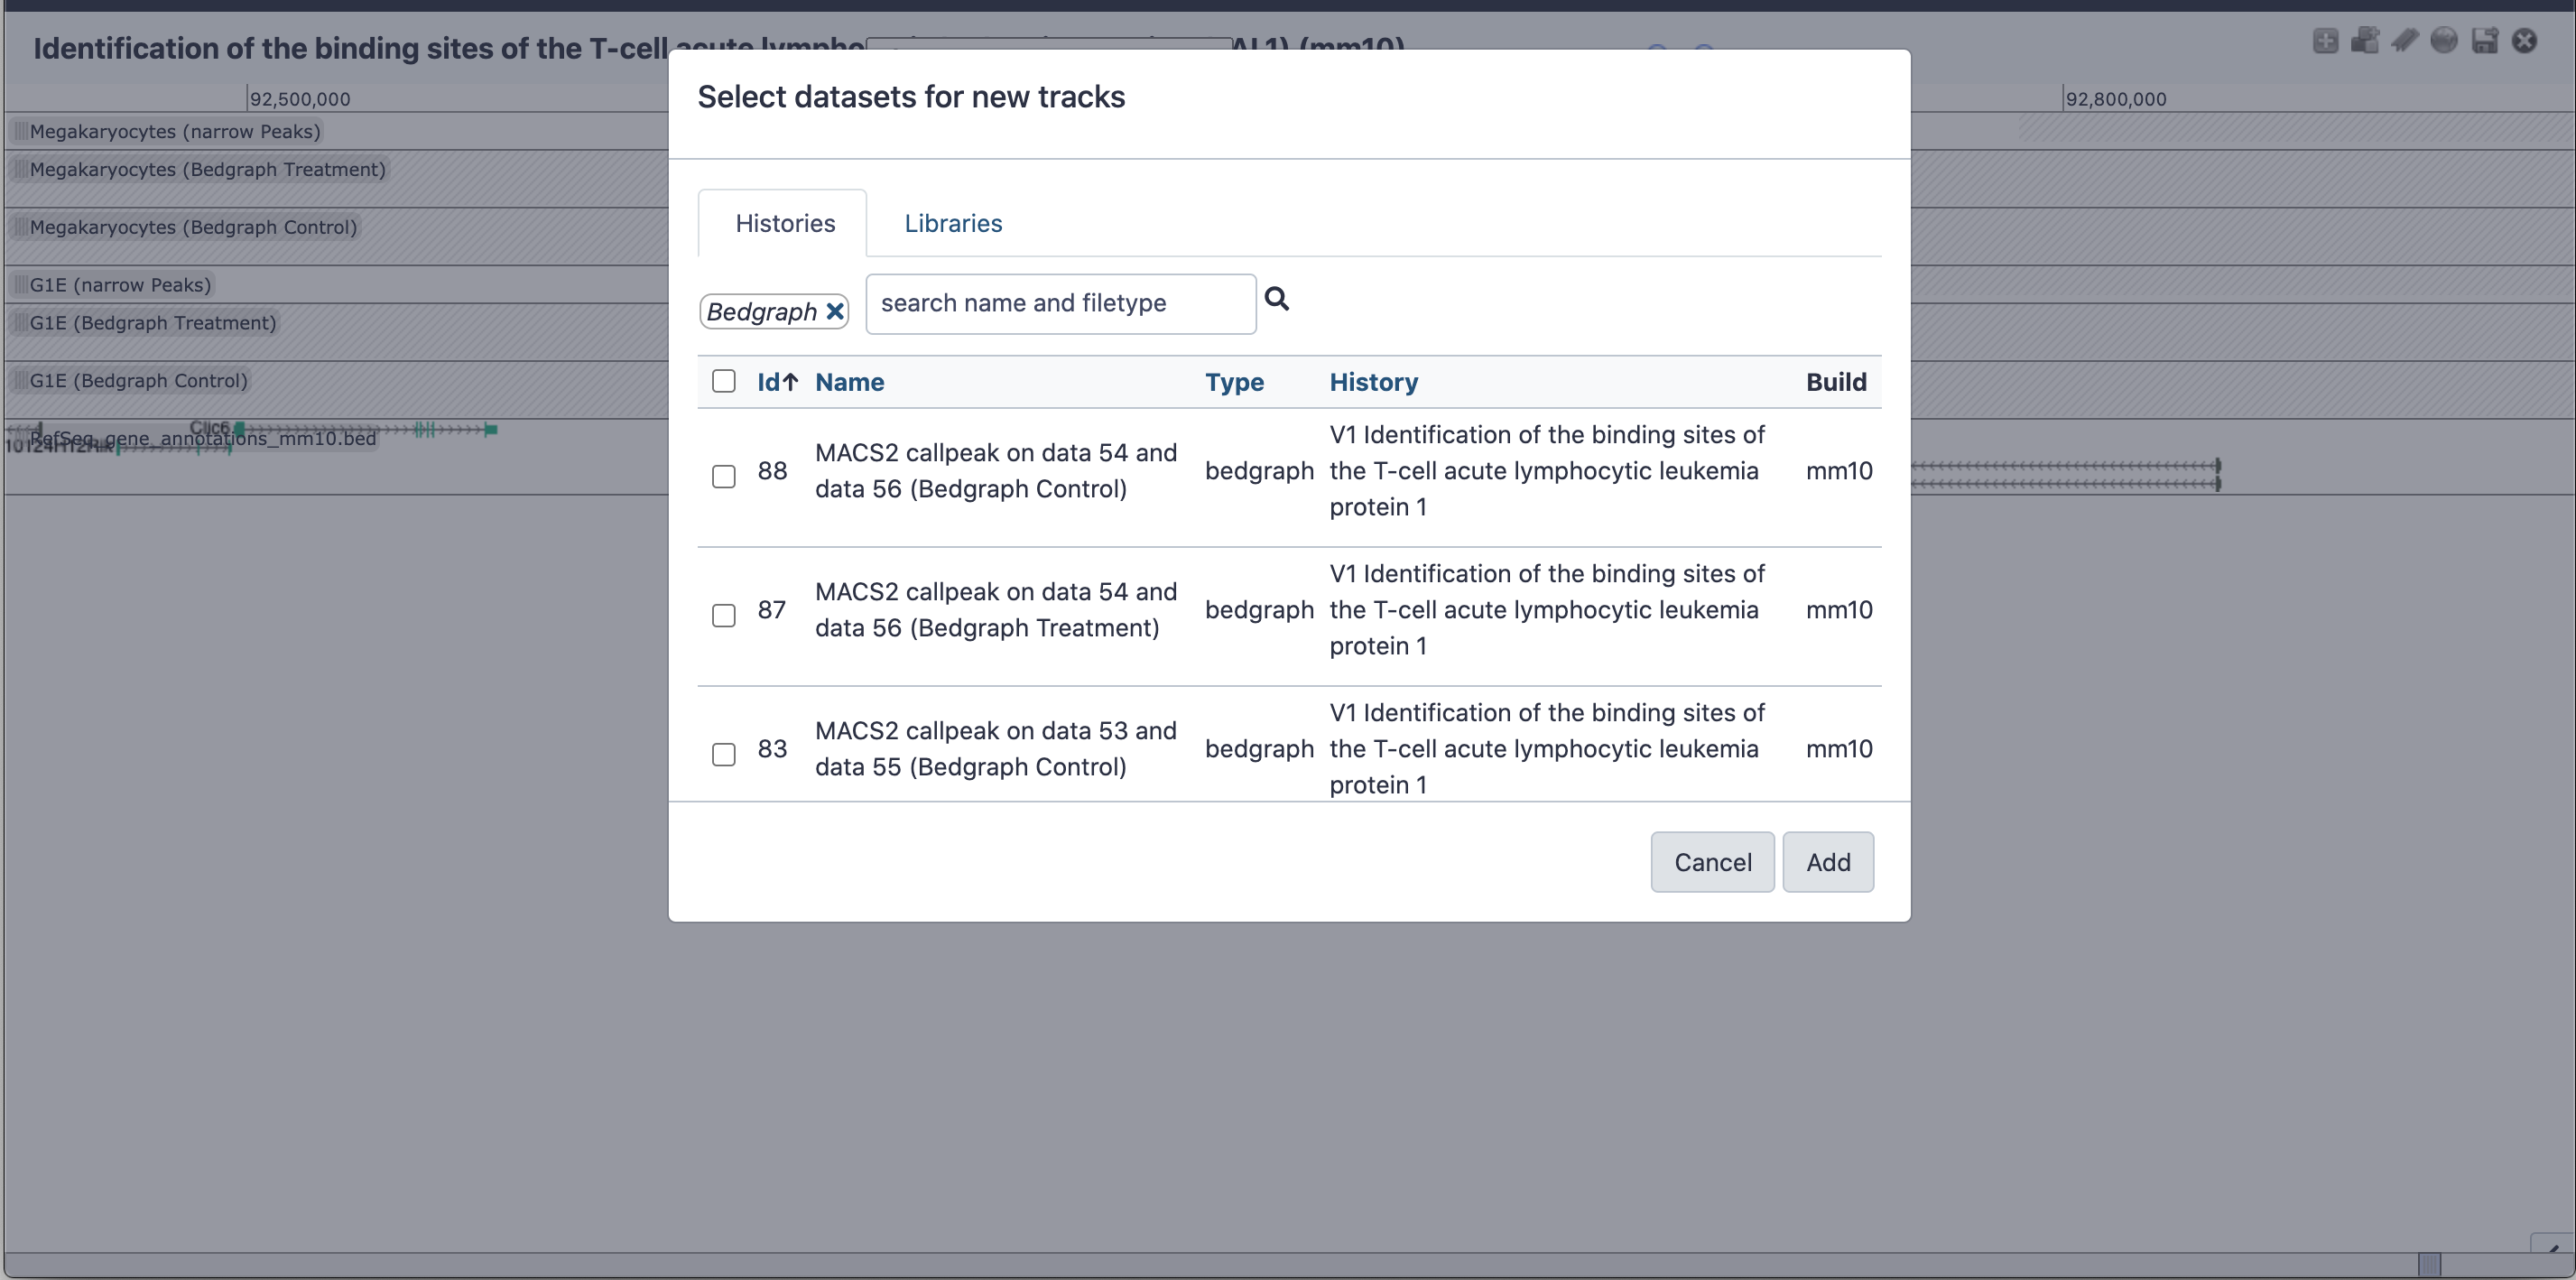 Identification of the binding sites of the T-cell acute lympho AL1) (mm10)
Select datasets for new tracks
92,500,000
92,800,000
Megakaryocytes (narrow Peaks)
Megakaryocytes (Bedgraph Treatment)
Megakaryocytes (Bedgraph Control)
G1E (narrow Peaks)
G1E (Bedgraph Treatment)
G1E (Bedgraph Control)
Clic6
RefSeq_gene_annotations_mm10.bed
Histories Libraries
Bedgraph search name and filetype
Id Name Type History Build
88 MACS2 callpeak on data 54 and data 56 (Bedgraph Control) bedgraph V1 Identification of the binding sites of the T-cell acute lymphocytic leukemia protein 1 mm10
87 MACS2 callpeak on data 54 and data 56 (Bedgraph Treatment) bedgraph V1 Identification of the binding sites of the T-cell acute lymphocytic leukemia protein 1 mm10
83 MACS2 callpeak on data 53 and data 55 (Bedgraph Control) bedgraph V1 Identification of the binding sites of the T-cell acute lymphocytic leukemia protein 1 mm10
Cancel Add